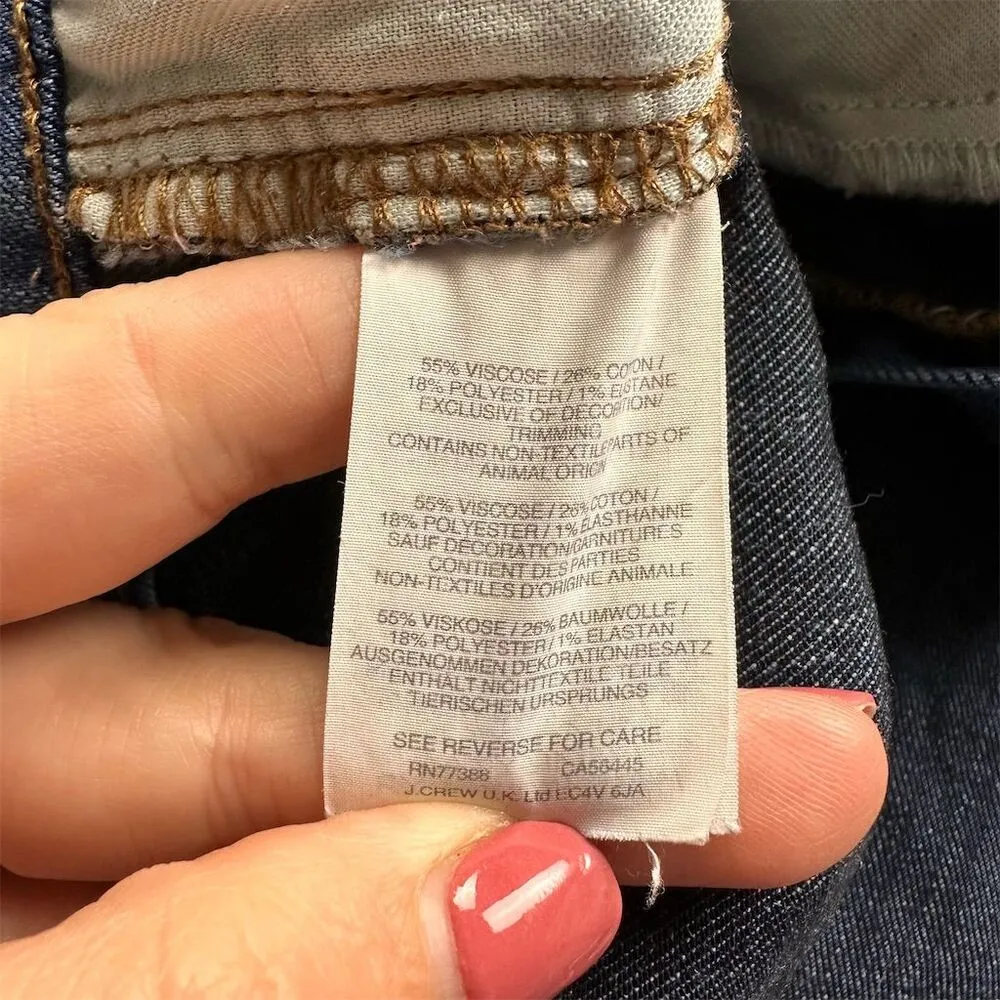 55% VISCOSE / 26% COTTON /
18% POLYESTER / 1% ELASTANE
EXCLUSIVE OF DECORATION/
TRIMMING
CONTAINS NON-TEXTILE PARTS OF
ANIMAL ORIGIN
55% VISCOSE / 26% COTON /
18% POLYESTER / 1% ELASTHANNE
SAUF DECORATION/GARNITURES
CONTIENT DES PARTIES
NON-TEXTILES D'ORIGINE ANIMALE
55% VISKOSE / 26% BAUMWOLLE /
18% POLYESTER / 1% ELASTAN
AUSGENOMMEN DEKORATION/BESATZ
ENTHÄLT NICHTTEXTILE TEILE
TIERISCHEN URSPRUNGS
SEE REVERSE FOR CARE
RN77388 CA56445
J.CREW U.K. Ltd EC4V 6JA